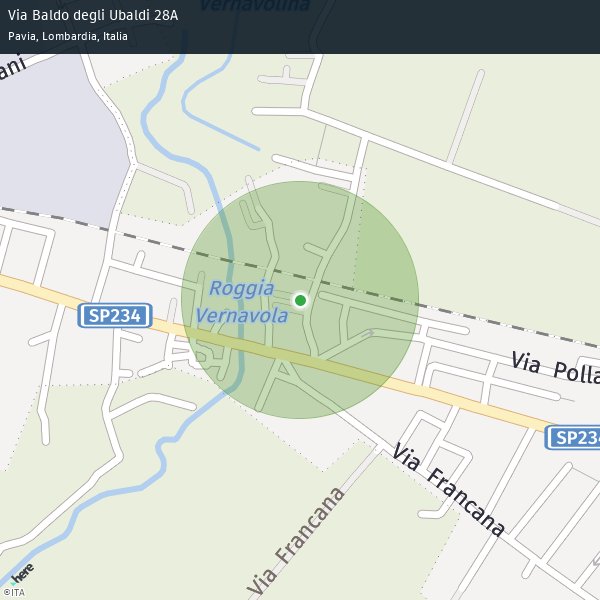 Via Baldo degli Ubaldi 28A
Pavia, Lombardia, Italia
Vernavolina
ani
Roggia
Vernavola
SP234
Via Polla
SP234
Via Francana
Via Francana
here
©ITA